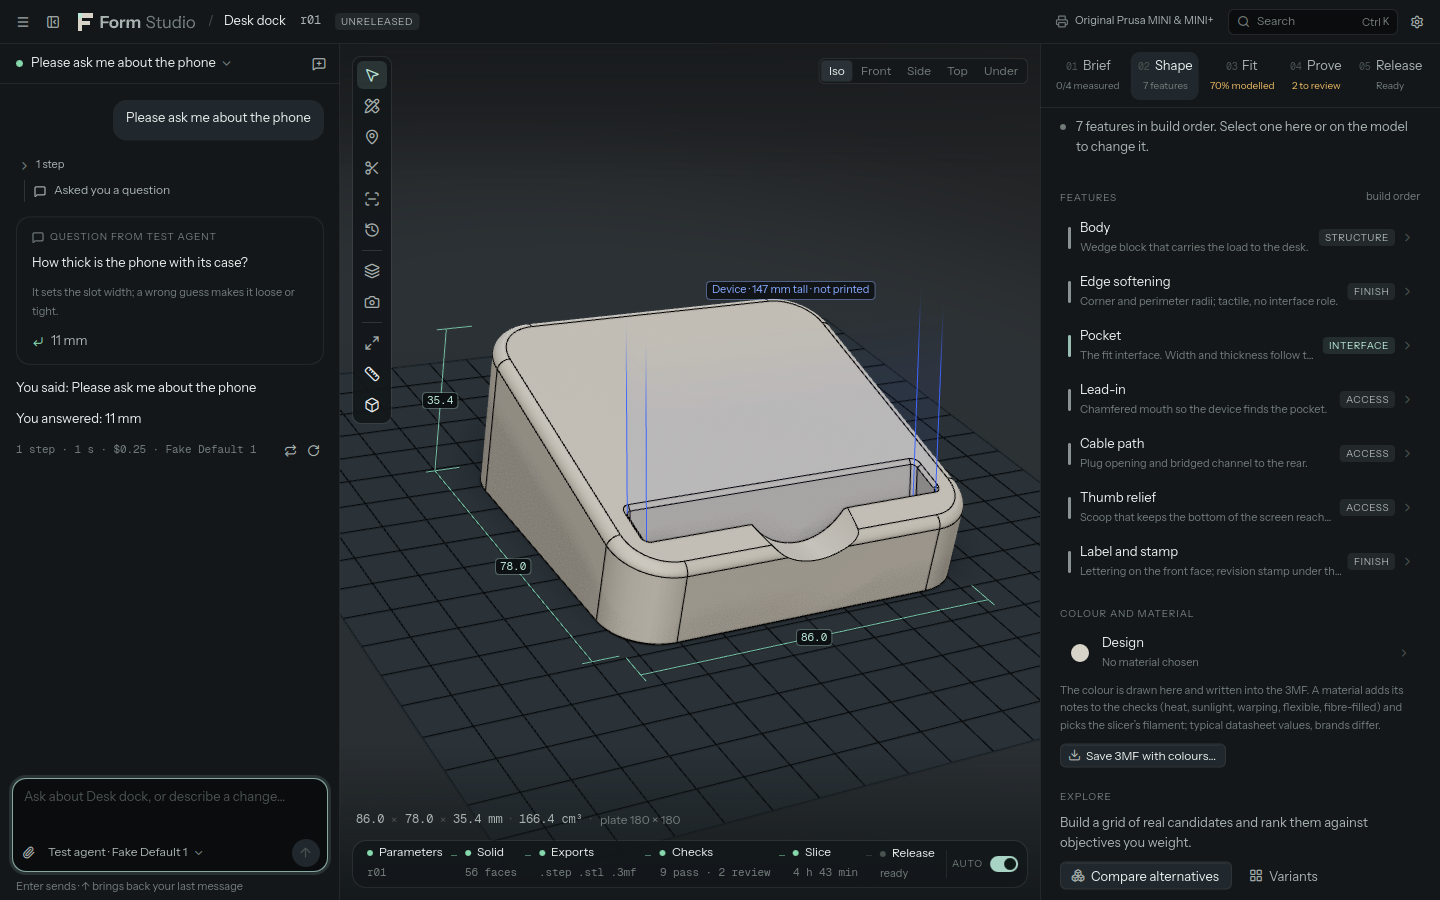 Form Studio / Desk dock r01 UNRELEASED
Original Prusa MINI & MINI+
Search Ctrl K
Please ask me about the phone
Please ask me about the phone
1 step
Asked you a question
QUESTION FROM TEST AGENT
How thick is the phone with its case?
It sets the slot width; a wrong guess makes it loose or
tight.
11 mm
You said: Please ask me about the phone
You answered: 11 mm
1 step · 1 s · $0.25 · Fake Default 1
Ask about Desk dock, or describe a change...
Test agent · Fake Default 1
Enter sends · ↑ brings back your last message
Iso Front Side Top Under
Device · 147 mm tall · not printed
35.4
78.0
86.0
86.0 × 78.0 × 35.4 mm · 166.4 cm³ · plate 180 × 180
Parameters
r01
Solid
56 faces
Exports
.step .stl .3mf
Checks
9 pass · 2 review
Slice
4 h 43 min
Release
ready
AUTO
01 Brief
0/4 measured
02 Shape
7 features
03 Fit
70% modelled
04 Prove
2 to review
05 Release
Ready
7 features in build order. Select one here or on the model
to change it.
FEATURES build order
Body
Wedge block that carries the load to the desk.
STRUCTURE
Edge softening
Corner and perimeter radii; tactile, no interface role.
FINISH
Pocket
The fit interface. Width and thickness follow t...
INTERFACE
Lead-in
Chamfered mouth so the device finds the pocket.
ACCESS
Cable path
Plug opening and bridged channel to the rear.
ACCESS
Thumb relief
Scoop that keeps the bottom of the screen reach...
ACCESS
Label and stamp
Lettering on the front face; revision stamp under th...
FINISH
COLOUR AND MATERIAL
Design
No material chosen
The colour is drawn here and written into the 3MF. A material adds its
notes to the checks (heat, sunlight, warping, flexible, fibre-filled) and
picks the slicer's filament; typical datasheet values, brands differ.
Save 3MF with colours...
EXPLORE
Build a grid of real candidates and rank them against
objectives you weight.
Compare alternatives
Variants